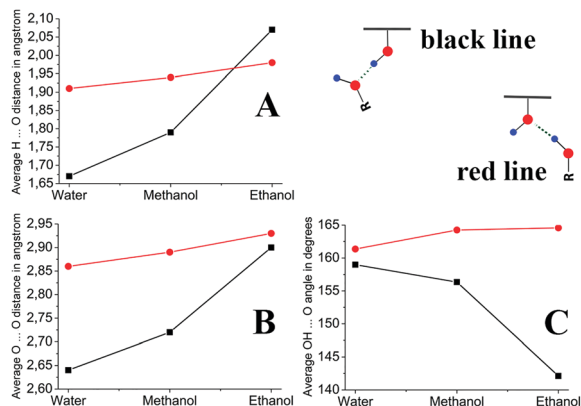 Average H ... O distance in angstrom
2,10
2,05
2,00
1,95
1,90
1,85
1,80
1,75
1,70
1,65
Water Methanol Ethanol
A
black line
R
red line
R
Average O ... O distance in angstrom
2,95
2,90
2,85
2,80
2,75
2,70
2,65
2,60
Water Methanol Ethanol
B
Average OH ... O angle in degrees
165
160
155
150
145
140
Water Methanol Ethanol
C